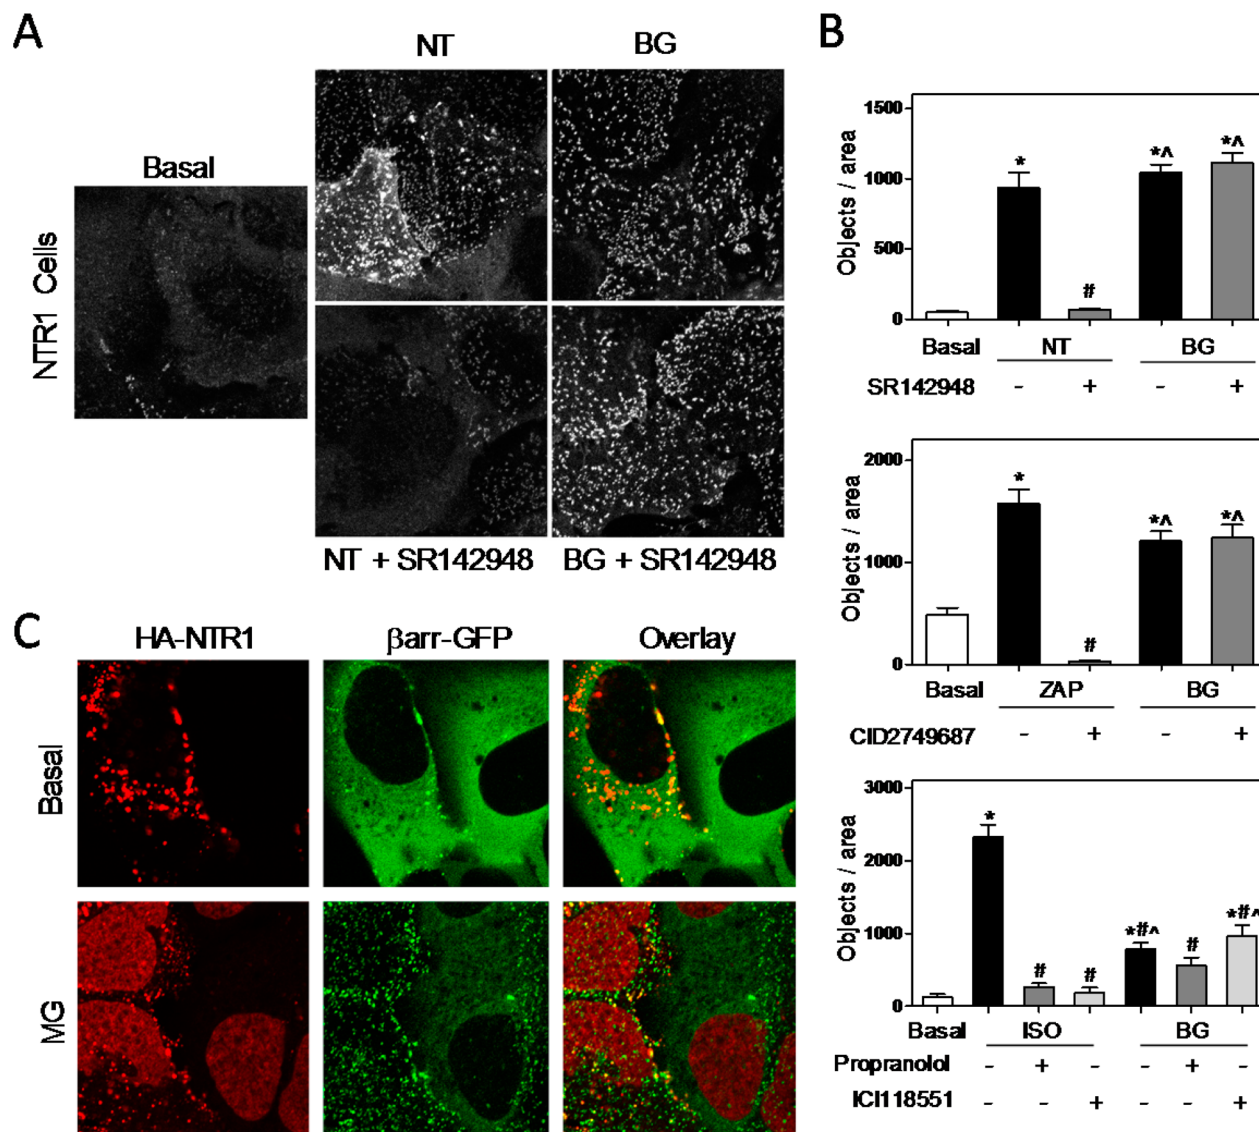 A
NT
BG
Basal
NTR1 Cells
NT + SR142948
BG + SR142948
B
Objects / area
1500
1000
500
0
*
#
*^
*^
Basal
NT
BG
SR142948
- + - +
Objects / area
2000
1000
0
*
#
*^
*^
Basal
ZAP
BG
CID2749687
- + - +
Objects / area
3000
2000
1000
0
*
#
#
*#^
#
*#^
Basal
ISO
BG
Propranolol
- + - - + -
ICI118551
- - + - - +
C
HA-NTR1
βarr-GFP
Overlay
Basal
MG